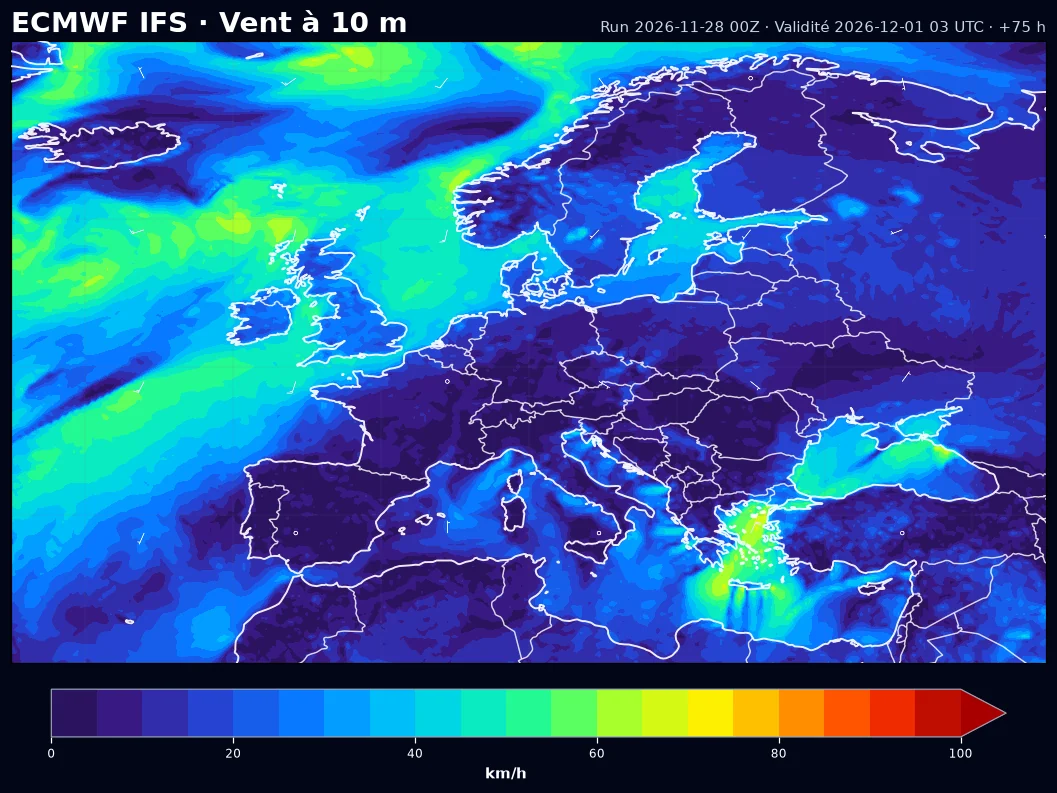 ECMWF IFS · Vent à 10 m
Run 2026-11-28 00Z · Validité 2026-12-01 03 UTC · +75 h
0 20 40 60 80 100
km/h